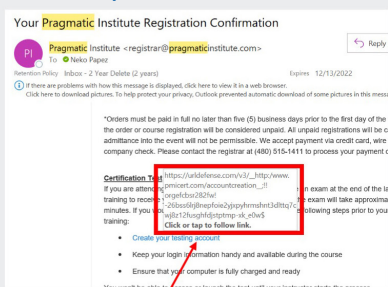 Your Pragmatic Institute Registration Confirmation
PI
Pragmatic Institute <registrar@pragmaticinstitute.com>
Reply
To Neko Papez
Retention Policy Inbox - 2 Year Delete (2 years)
Expires 12/13/2022
If there are problems with how this message is displayed, click here to view it in a web browser.
Click here to download pictures. To help protect your privacy, Outlook prevented automatic download of some pictures in this messa
*Orders must be paid in full no later than five (5) business days prior to the first day of the
the order or course registration will be considered unpaid. All unpaid registrations will be c
admittance into the event will not be permissible. We accept payment via credit card, wire
company check. Please contact the registrar at (480) 515-1411 to process your payment o
Certification Test
If you are attending
exam at the end of the la
training to receive
he exam will take approxima
minutes. If you wou
following steps prior to your
training:
https://urldefense.com/v3/__http:/www.
pmicert.com/accountcreation__;!!
Click or tap to follow link.
Create your testing account
Keep your login information handy and available during the course
Ensure that your computer is fully charged and ready